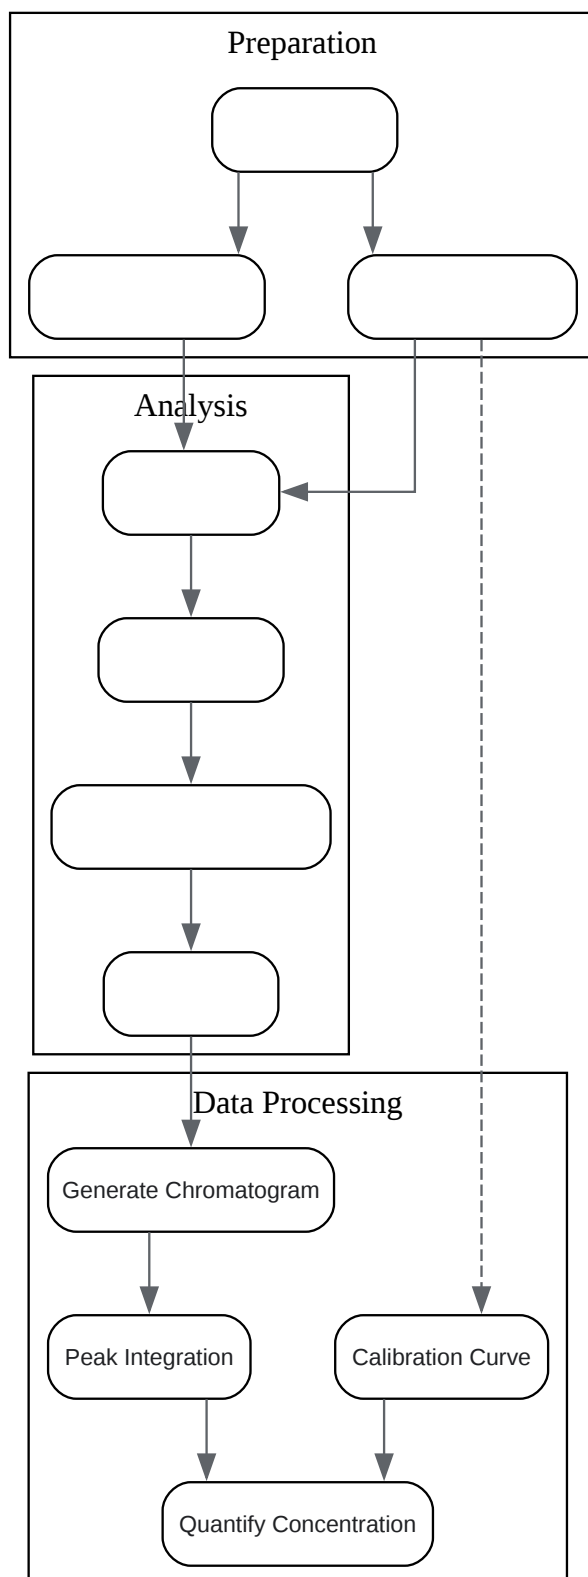 Preparation
Analysis
Data Processing
Generate Chromatogram
Peak Integration
Calibration Curve
Quantify Concentration